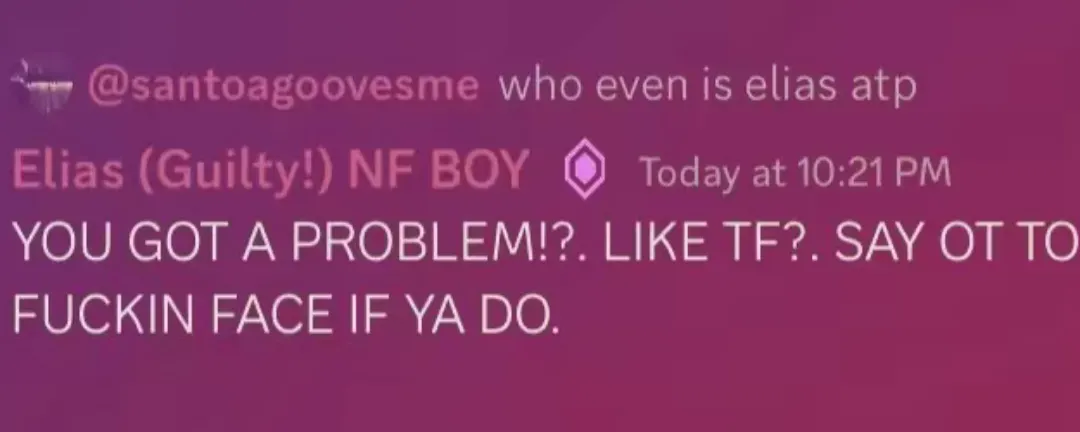 @santoagoovesme who even is elias atp
Elias (Guilty!) NF BOY Today at 10:21 PM
YOU GOT A PROBLEM!?. LIKE TF?. SAY OT TO
FUCKIN FACE IF YA DO.